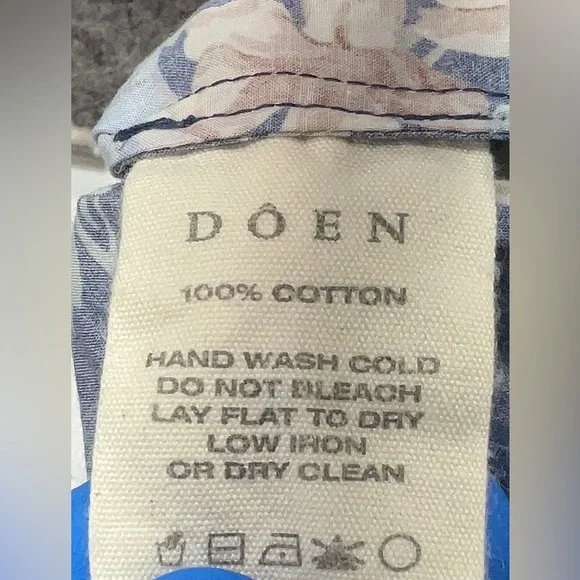 DÔEN
100% COTTON
HAND WASH COLD
DO NOT BLEACH
LAY FLAT TO DRY
LOW IRON
OR DRY CLEAN